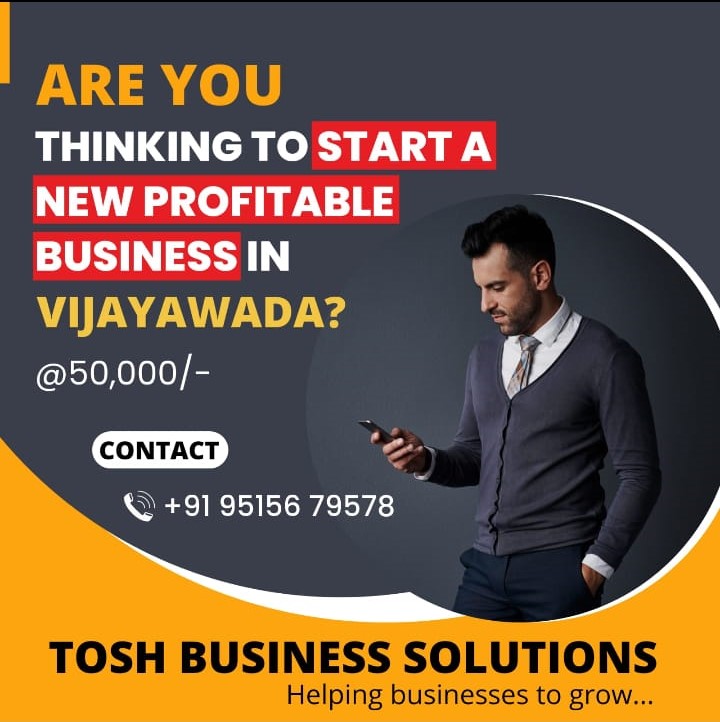 ARE YOU
THINKING TO START A
NEW PROFITABLE
BUSINESS IN
VIJAYAWADA?
@50,000/-
CONTACT
+91 95156 79578
TOSH BUSINESS SOLUTIONS
Helping businesses to grow...